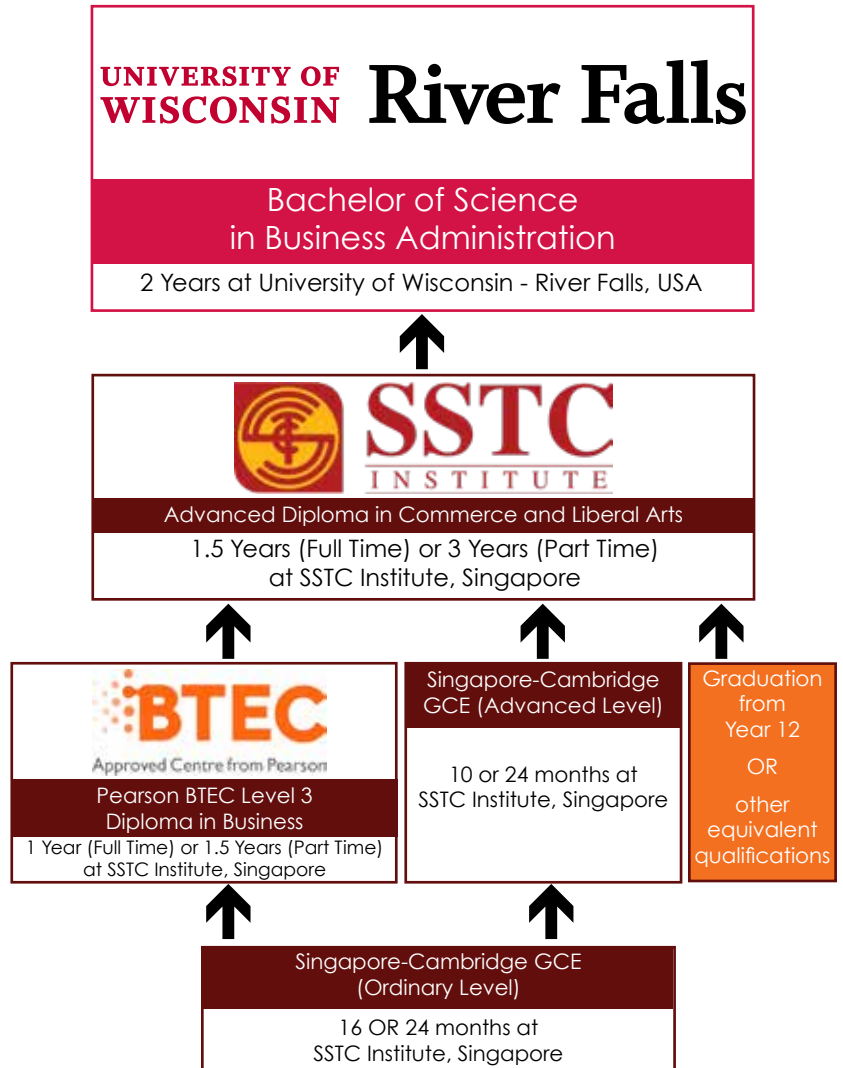 UNIVERSITY OF
WISCONSIN River Falls
Bachelor of Science
in Business Administration
2 Years at University of Wisconsin - River Falls, USA
SSTC
INSTITUTE
Advanced Diploma in Commerce and Liberal Arts
1.5 Years (Full Time) or 3 Years (Part Time)
at SSTC Institute, Singapore
BTEC
Approved Centre from Pearson
Pearson BTEC Level 3
Diploma in Business
1 Year (Full Time) or 1.5 Years (Part Time)
at SSTC Institute, Singapore
Singapore-Cambridge
GCE (Advanced Level)
10 or 24 months at
SSTC Institute, Singapore
Graduation
from
Year 12
OR
other
equivalent
qualifications
Singapore-Cambridge GCE
(Ordinary Level)
16 OR 24 months at
SSTC Institute, Singapore